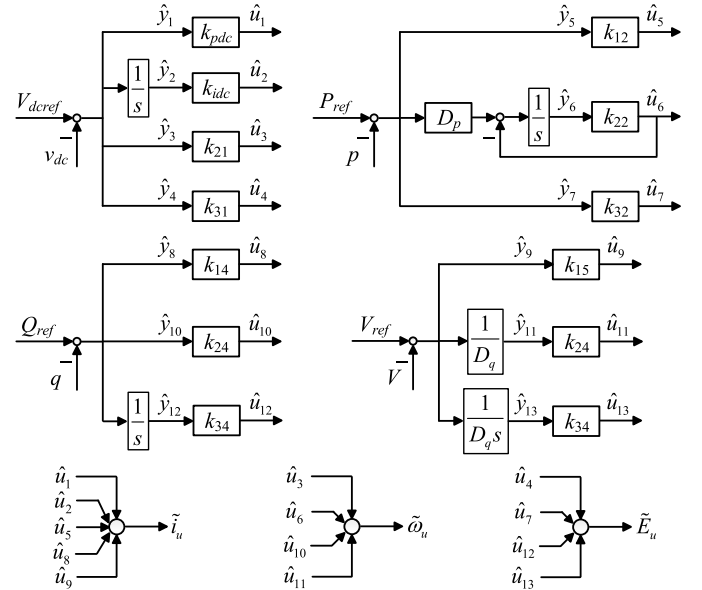 ŷ₁ k_pdc û₁
1/s ŷ₂ k_idc û₂
V_dcref − v_dc
ŷ₃ k₂₁ û₃
ŷ₄ k₃₁ û₄
ŷ₅ k₁₂ û₅
P_ref − p D_p − 1/s ŷ₆ k₂₂ û₆
ŷ₇ k₃₂ û₇
ŷ₈ k₁₄ û₈
Q_ref − q ŷ₁₀ k₂₄ û₁₀
1/s ŷ₁₂ k₃₄ û₁₂
ŷ₉ k₁₅ û₉
V_ref − V 1/D_q ŷ₁₁ k₂₄ û₁₁
1/(D_q s) ŷ₁₃ k₃₄ û₁₃
û₁
û₂
û₅ ĩ_u
û₈
û₉
û₃
û₆
ω̃_u
û₁₀
û₁₁
û₄
û₇
Ẽ_u
û₁₂
û₁₃